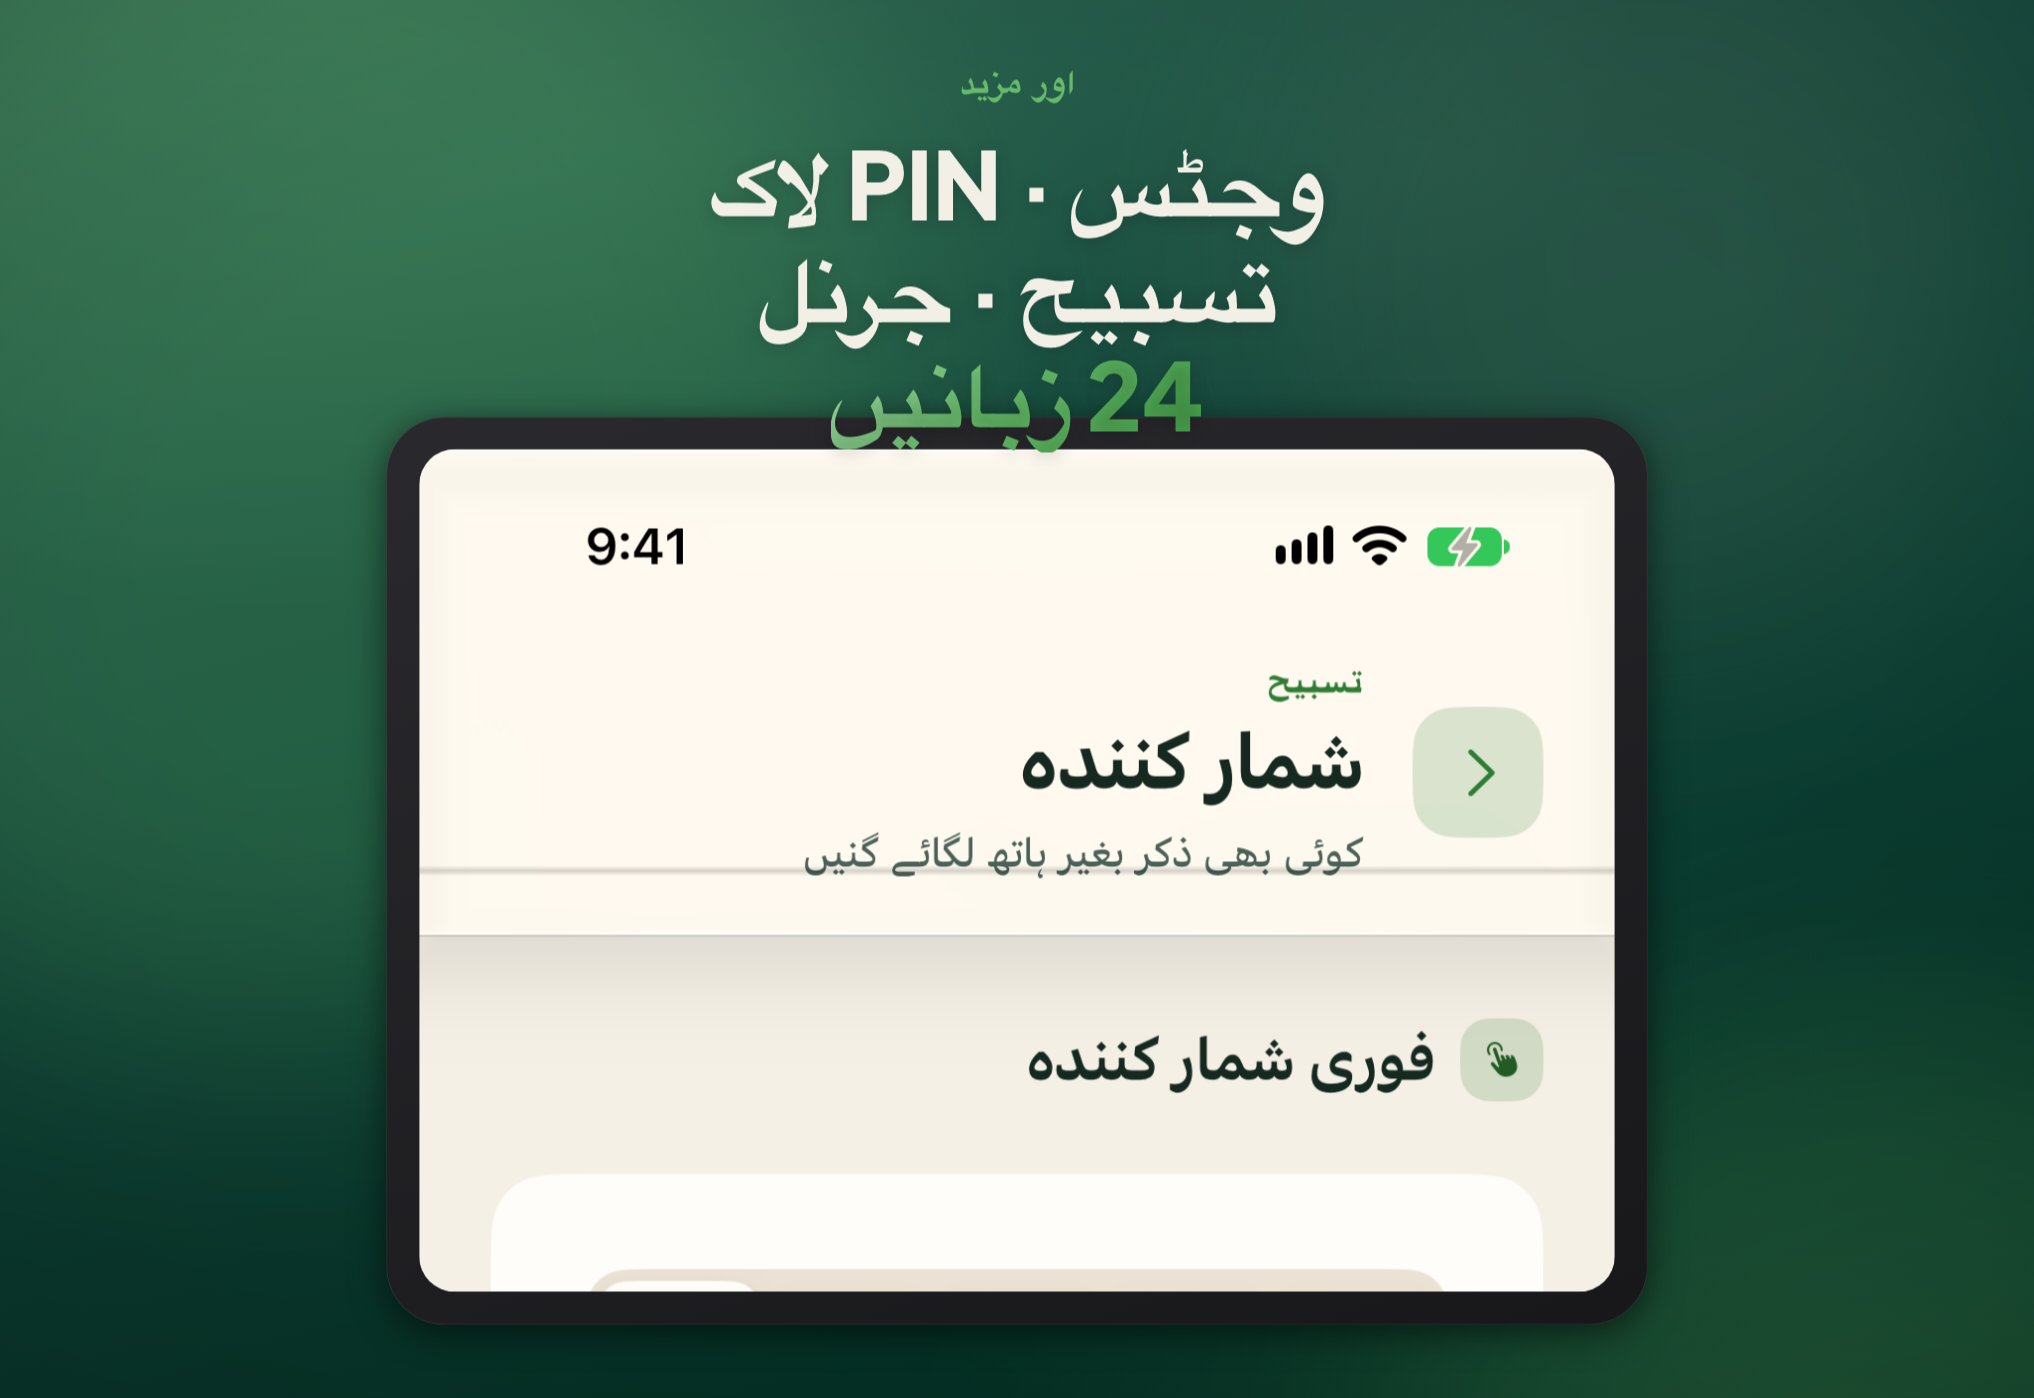 اور مزید
وجٹس · PIN لاک
تسبیح · جرنل
24 زبانیں
9:41
تسبیح
شمار کنندہ
کوئی بھی ذکر بغیر ہاتھ لگائے گنیں
فوری شمار کنندہ